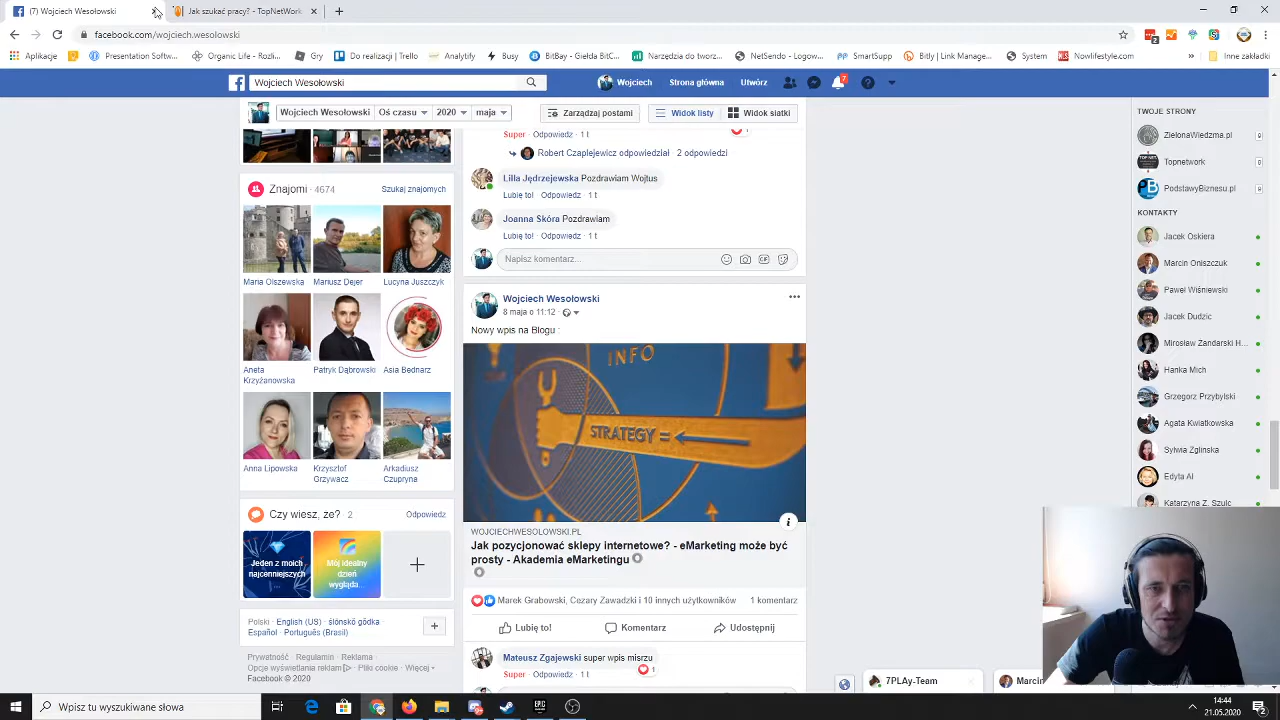 (7) Wojciech Wesołowski
Jak szukać pracy? - TopNetWork
facebook.com/wojciech.wesolowski
Aplikacje
Presentation Softw...
Organic Life - Room
Gry
Do realizacji | Trello
Analytify
Busy
BitBay - Giełda BitC...
Narzędzia do tworz...
NetSendo - Logow...
SmartSupp
Bitly | Link Manage...
System
Nowlifestyle.com
»
Inne zakładki
Wojciech Wesołowski
Wojciech
Strona główna
Utwórz
7
Wojciech Wesołowski
Oś czasu
2020
maja
Zarządzaj postami
Widok listy
Widok siatki
Super · Odpowiedz · 1 t
1
Robert Czaplejewicz odpowiedział · 2 odpowiedzi
Lilla Jędrzejewska Pozdrawiam Wojtus
Lubię to! · Odpowiedz · 1 t
Joanna Skóra Pozdrawiam
Lubię to! · Odpowiedz · 1 t
Napisz komentarz...
Znajomi · 4674
Szukaj znajomych
Maria Olszewska
Mariusz Dejer
Lucyna Juszczyk
Aneta Krzyżanowska
Patryk Dąbrowski
Asia Bednarz
Anna Lipowska
Krzysztof Grzywacz
Arkadiusz Czupryna
Czy wiesz, że? 2
Odpowiedz
Jeden z moich najcenniejszych ...
Mój idealny dzień wygląda...
Polski · English (US) · ślōnskŏ gŏdka
Español · Português (Brasil)
Prywatność · Regulamin · Reklama ·
Opcje wyświetlania reklam · Pliki cookie · Więcej
Facebook © 2020
Wojciech Wesołowski
8 maja o 11:12 ·
Nowy wpis na Blogu :
INFO
STRATEGY =
WOJCIECHWESOLOWSKI.PL
Jak pozycjonować sklepy internetowe? - eMarketing może być
prosty - Akademia eMarketingu
Marek Grabowski, Cezary Zawadzki i 10 innych użytkowników
1 komentarz
Lubię to!
Komentarz
Udostępnij
Mateusz Zgajewski super wpis miszu
1
Super · Odpowiedz · 1 t
TWOJE STRONY
ZielonaWiedzma.pl
Topnetwork
PodstawyBiznesu.pl
KONTAKTY
Jacek Oskiera
Marcin Oniszczuk
Paweł Wiśniewski
Jacek Dudzic
Mirosław Żandarski H...
Hanka Mich
Grzegorz Przybylski
Agata Kwiatkowska
Sylwia Zglinska
Edyta Al
Katarzyna Z. Szulc
7PLAy-Team
Marcin
Wpisz tu wyszukiwane słowa
EPIC
14:44
21.05.2020